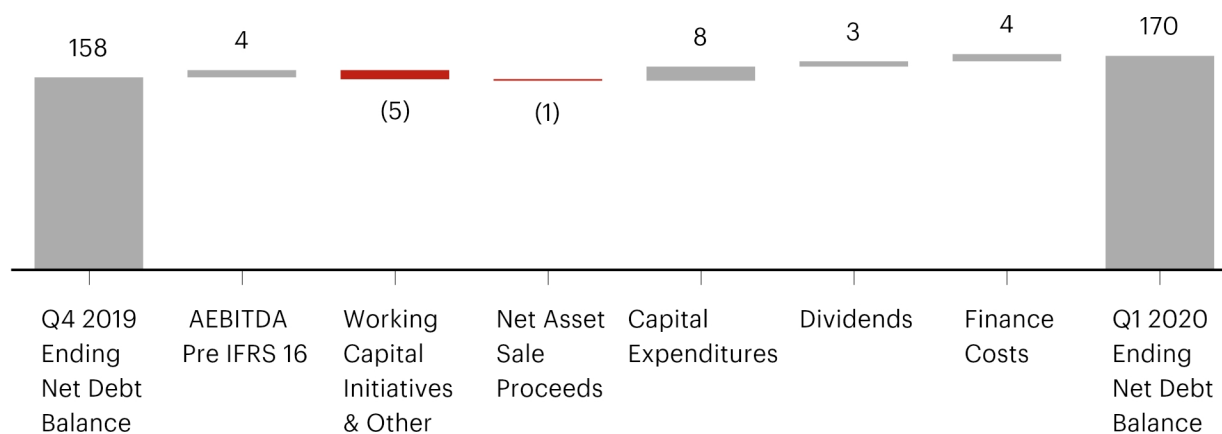 158
4
(5)
(1)
8
3
4
170
Q4 2019
Ending
Net Debt
Balance
AEBITDA
Pre IFRS 16
Working
Capital
Initiatives
& Other
Net Asset
Sale
Proceeds
Capital
Expenditures
Dividends
Finance
Costs
Q1 2020
Ending
Net Debt
Balance